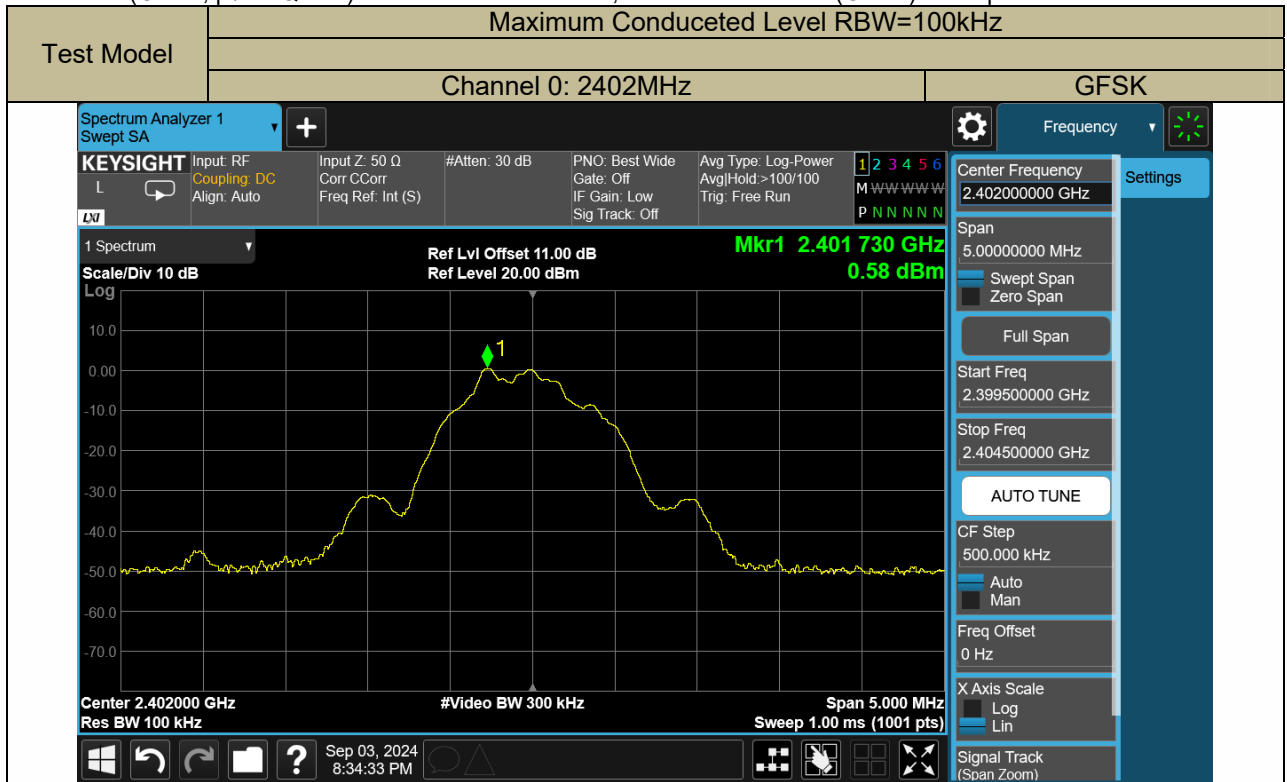 Maximum Conduceted Level RBW=100kHz
Test Model
Channel 0: 2402MHz GFSK
Spectrum Analyzer 1
Swept SA
Frequency
KEYSIGHT Input: RF Input Z: 50 Ω #Atten: 30 dB PNO: Best Wide Avg Type: Log-Power 1 2 3 4 5 6
L Coupling: DC Corr CCorr Gate: Off Avg|Hold:>100/100 M W W W W W
Align: Auto Freq Ref: Int (S) IF Gain: Low Trig: Free Run
LXI Sig Track: Off P N N N N N
1 Spectrum
Scale/Div 10 dB
Log
Ref Lvl Offset 11.00 dB
Ref Level 20.00 dBm
Mkr1 2.401 730 GHz
0.58 dBm
1
10.0
0.00
-10.0
-20.0
-30.0
-40.0
-50.0
-60.0
-70.0
Center 2.402000 GHz #Video BW 300 kHz Span 5.000 MHz
Res BW 100 kHz Sweep 1.00 ms (1001 pts)
Center Frequency
2.402000000 GHz
Settings
Span
5.00000000 MHz
Swept Span
Zero Span
Full Span
Start Freq
2.399500000 GHz
Stop Freq
2.404500000 GHz
AUTO TUNE
CF Step
500.000 kHz
Auto
Man
Freq Offset
0 Hz
X Axis Scale
Log
Lin
Signal Track
(Span Zoom)
?
Sep 03, 2024
8:34:33 PM